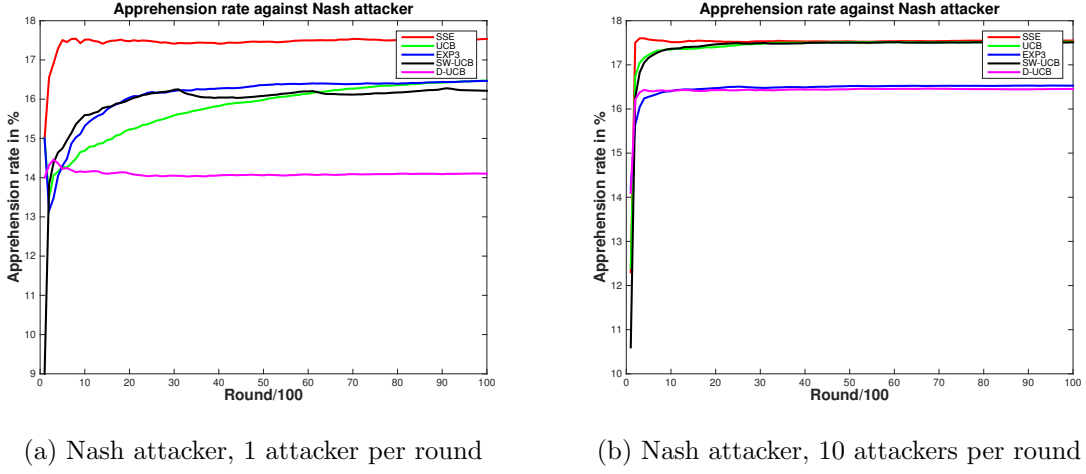 Apprehension rate against Nash attacker
18
17
16
15
14
13
12
11
10
9
Apprehension rate in %
SSE
UCB
EXP3
SW-UCB
D-UCB
0 10 20 30 40 50 60 70 80 90 100
Round/100
(a) Nash attacker, 1 attacker per round
Apprehension rate against Nash attacker
18
17
16
15
14
13
12
11
10
Apprehension rate in %
SSE
UCB
EXP3
SW-UCB
D-UCB
0 10 20 30 40 50 60 70 80 90 100
Round/100
(b) Nash attacker, 10 attackers per round